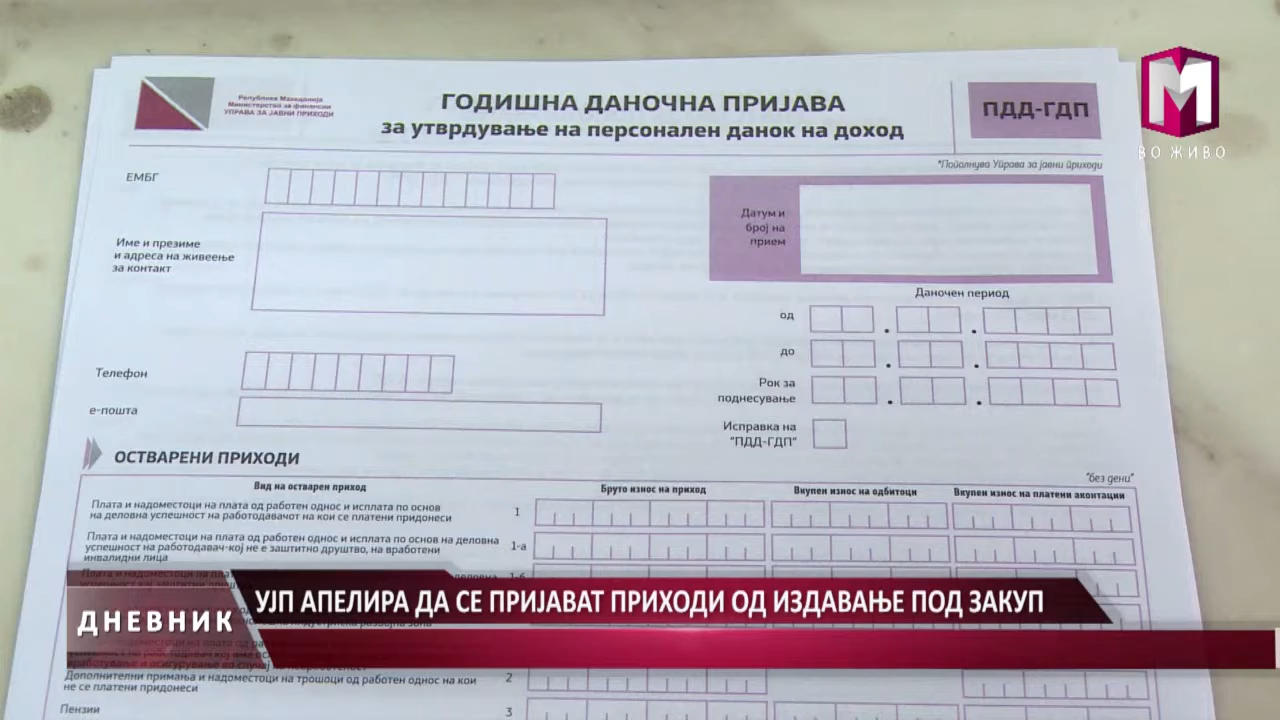 Република Македонија
Министерство за финансии
УПРАВА ЗА ЈАВНИ ПРИХОДИ
ГОДИШНА ДАНОЧНА ПРИЈАВА
за утврдување на персонален данок на доход
ПДД-ГДП
М
ВО ЖИВО
*Пополнува Управа за јавни приходи
ЕМБГ
Датум и
број на
прием
Име и презиме
и адреса на живеење
за контакт
Даночен период
од
до
Телефон
Рок за
поднесување
е-пошта
Исправка на
"ПДД-ГДП"
ОСТВАРЕНИ ПРИХОДИ
"без дени"
Вид на остварен приход
Бруто износ на приход
Вкупен износ на одбитоци
Вкупен износ на платени аконтации
Плата и надоместоци на плата од работен однос и исплата по основ
на деловна успешност на работодавачот на кои се платени придонеси
1
Плата и надоместоци на плата од работен однос и исплата по основ на деловна
успешност на работодавач-кој не е заштитно друштво, на вработени
инвалидни лица
1-а
Плата и надоместоци на
1-б
УЈП АПЕЛИРА ДА СЕ ПРИЈАВАТ ПРИХОДИ ОД ИЗДАВАЊЕ ПОД ЗАКУП
ДНЕВНИК
Дополнителни примања и надоместоци на трошоци од работен однос на кои
не се платени придонеси
2
Пензии
3